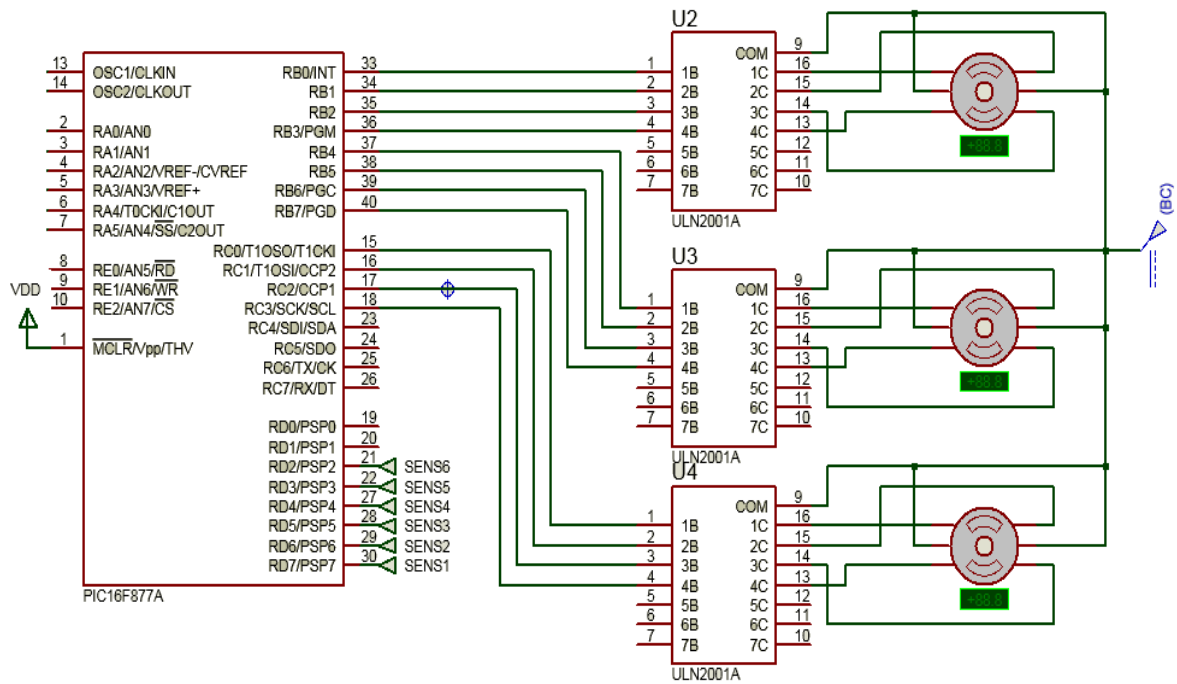 U2
13 OSC1/CLKIN RB0/INT 33
14 OSC2/CLKOUT RB1 34
RB2 35
2 RA0/AN0 RB3/PGM 36
3 RA1/AN1 RB4 37
4 RA2/AN2/VREF-/CVREF RB5 38
5 RA3/AN3/VREF+ RB6/PGC 39
6 RA4/T0CKI/C1OUT RB7/PGD 40
7 RA5/AN4/SS/C2OUT
RC0/T1OSO/T1CKI 15
8 RE0/AN5/RD RC1/T1OSI/CCP2 16
VDD 9 RE1/AN6/WR RC2/CCP1 17
10 RE2/AN7/CS RC3/SCK/SCL 18
RC4/SDI/SDA 23
1 MCLR/Vpp/THV RC5/SDO 24
RC6/TX/CK 25
RC7/RX/DT 26
RD0/PSP0 19
RD1/PSP1 20
RD2/PSP2 21 SENS6
RD3/PSP3 22 SENS5
RD4/PSP4 27 SENS4
RD5/PSP5 28 SENS3
RD6/PSP6 29 SENS2
RD7/PSP7 30 SENS1
PIC16F877A
COM 9
1 1B 1C 16
2 2B 2C 15
3 3B 3C 14
4 4B 4C 13
5 5B 5C 12
6 6B 6C 11
7 7B 7C 10
ULN2001A
+88.8
(BC)
U3
COM 9
1 1B 1C 16
2 2B 2C 15
3 3B 3C 14
4 4B 4C 13
5 5B 5C 12
6 6B 6C 11
7 7B 7C 10
ULN2001A
+88.8
U4
COM 9
1 1B 1C 16
2 2B 2C 15
3 3B 3C 14
4 4B 4C 13
5 5B 5C 12
6 6B 6C 11
7 7B 7C 10
ULN2001A
+88.8